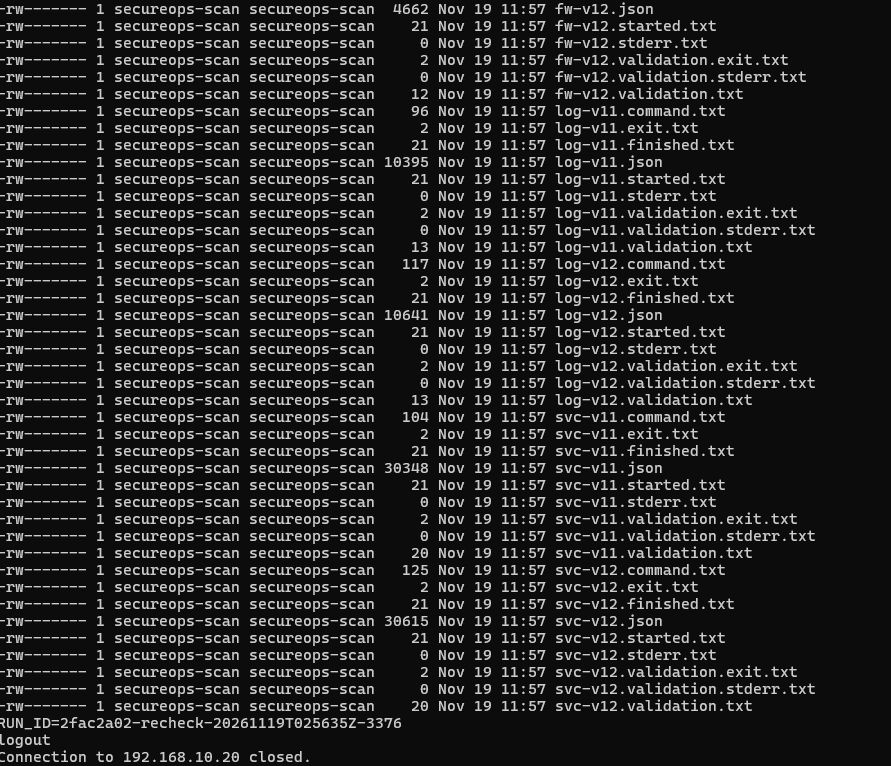 -rw------- 1 secureops-scan secureops-scan  4662 Nov 19 11:57 fw-v12.json
-rw------- 1 secureops-scan secureops-scan    21 Nov 19 11:57 fw-v12.started.txt
-rw------- 1 secureops-scan secureops-scan     0 Nov 19 11:57 fw-v12.stderr.txt
-rw------- 1 secureops-scan secureops-scan     2 Nov 19 11:57 fw-v12.validation.exit.txt
-rw------- 1 secureops-scan secureops-scan     0 Nov 19 11:57 fw-v12.validation.stderr.txt
-rw------- 1 secureops-scan secureops-scan    12 Nov 19 11:57 fw-v12.validation.txt
-rw------- 1 secureops-scan secureops-scan    96 Nov 19 11:57 log-v11.command.txt
-rw------- 1 secureops-scan secureops-scan     2 Nov 19 11:57 log-v11.exit.txt
-rw------- 1 secureops-scan secureops-scan    21 Nov 19 11:57 log-v11.finished.txt
-rw------- 1 secureops-scan secureops-scan 10395 Nov 19 11:57 log-v11.json
-rw------- 1 secureops-scan secureops-scan    21 Nov 19 11:57 log-v11.started.txt
-rw------- 1 secureops-scan secureops-scan     0 Nov 19 11:57 log-v11.stderr.txt
-rw------- 1 secureops-scan secureops-scan     2 Nov 19 11:57 log-v11.validation.exit.txt
-rw------- 1 secureops-scan secureops-scan     0 Nov 19 11:57 log-v11.validation.stderr.txt
-rw------- 1 secureops-scan secureops-scan    13 Nov 19 11:57 log-v11.validation.txt
-rw------- 1 secureops-scan secureops-scan   117 Nov 19 11:57 log-v12.command.txt
-rw------- 1 secureops-scan secureops-scan     2 Nov 19 11:57 log-v12.exit.txt
-rw------- 1 secureops-scan secureops-scan    21 Nov 19 11:57 log-v12.finished.txt
-rw------- 1 secureops-scan secureops-scan 10641 Nov 19 11:57 log-v12.json
-rw------- 1 secureops-scan secureops-scan    21 Nov 19 11:57 log-v12.started.txt
-rw------- 1 secureops-scan secureops-scan     0 Nov 19 11:57 log-v12.stderr.txt
-rw------- 1 secureops-scan secureops-scan     2 Nov 19 11:57 log-v12.validation.exit.txt
-rw------- 1 secureops-scan secureops-scan     0 Nov 19 11:57 log-v12.validation.stderr.txt
-rw------- 1 secureops-scan secureops-scan    13 Nov 19 11:57 log-v12.validation.txt
-rw------- 1 secureops-scan secureops-scan   104 Nov 19 11:57 svc-v11.command.txt
-rw------- 1 secureops-scan secureops-scan     2 Nov 19 11:57 svc-v11.exit.txt
-rw------- 1 secureops-scan secureops-scan    21 Nov 19 11:57 svc-v11.finished.txt
-rw------- 1 secureops-scan secureops-scan 30348 Nov 19 11:57 svc-v11.json
-rw------- 1 secureops-scan secureops-scan    21 Nov 19 11:57 svc-v11.started.txt
-rw------- 1 secureops-scan secureops-scan     0 Nov 19 11:57 svc-v11.stderr.txt
-rw------- 1 secureops-scan secureops-scan     2 Nov 19 11:57 svc-v11.validation.exit.txt
-rw------- 1 secureops-scan secureops-scan     0 Nov 19 11:57 svc-v11.validation.stderr.txt
-rw------- 1 secureops-scan secureops-scan    20 Nov 19 11:57 svc-v11.validation.txt
-rw------- 1 secureops-scan secureops-scan   125 Nov 19 11:57 svc-v12.command.txt
-rw------- 1 secureops-scan secureops-scan     2 Nov 19 11:57 svc-v12.exit.txt
-rw------- 1 secureops-scan secureops-scan    21 Nov 19 11:57 svc-v12.finished.txt
-rw------- 1 secureops-scan secureops-scan 30615 Nov 19 11:57 svc-v12.json
-rw------- 1 secureops-scan secureops-scan    21 Nov 19 11:57 svc-v12.started.txt
-rw------- 1 secureops-scan secureops-scan     0 Nov 19 11:57 svc-v12.stderr.txt
-rw------- 1 secureops-scan secureops-scan     2 Nov 19 11:57 svc-v12.validation.exit.txt
-rw------- 1 secureops-scan secureops-scan     0 Nov 19 11:57 svc-v12.validation.stderr.txt
-rw------- 1 secureops-scan secureops-scan    20 Nov 19 11:57 svc-v12.validation.txt
RUN_ID=2fac2a02-recheck-20261119T025635Z-3376
logout
Connection to 192.168.10.20 closed.